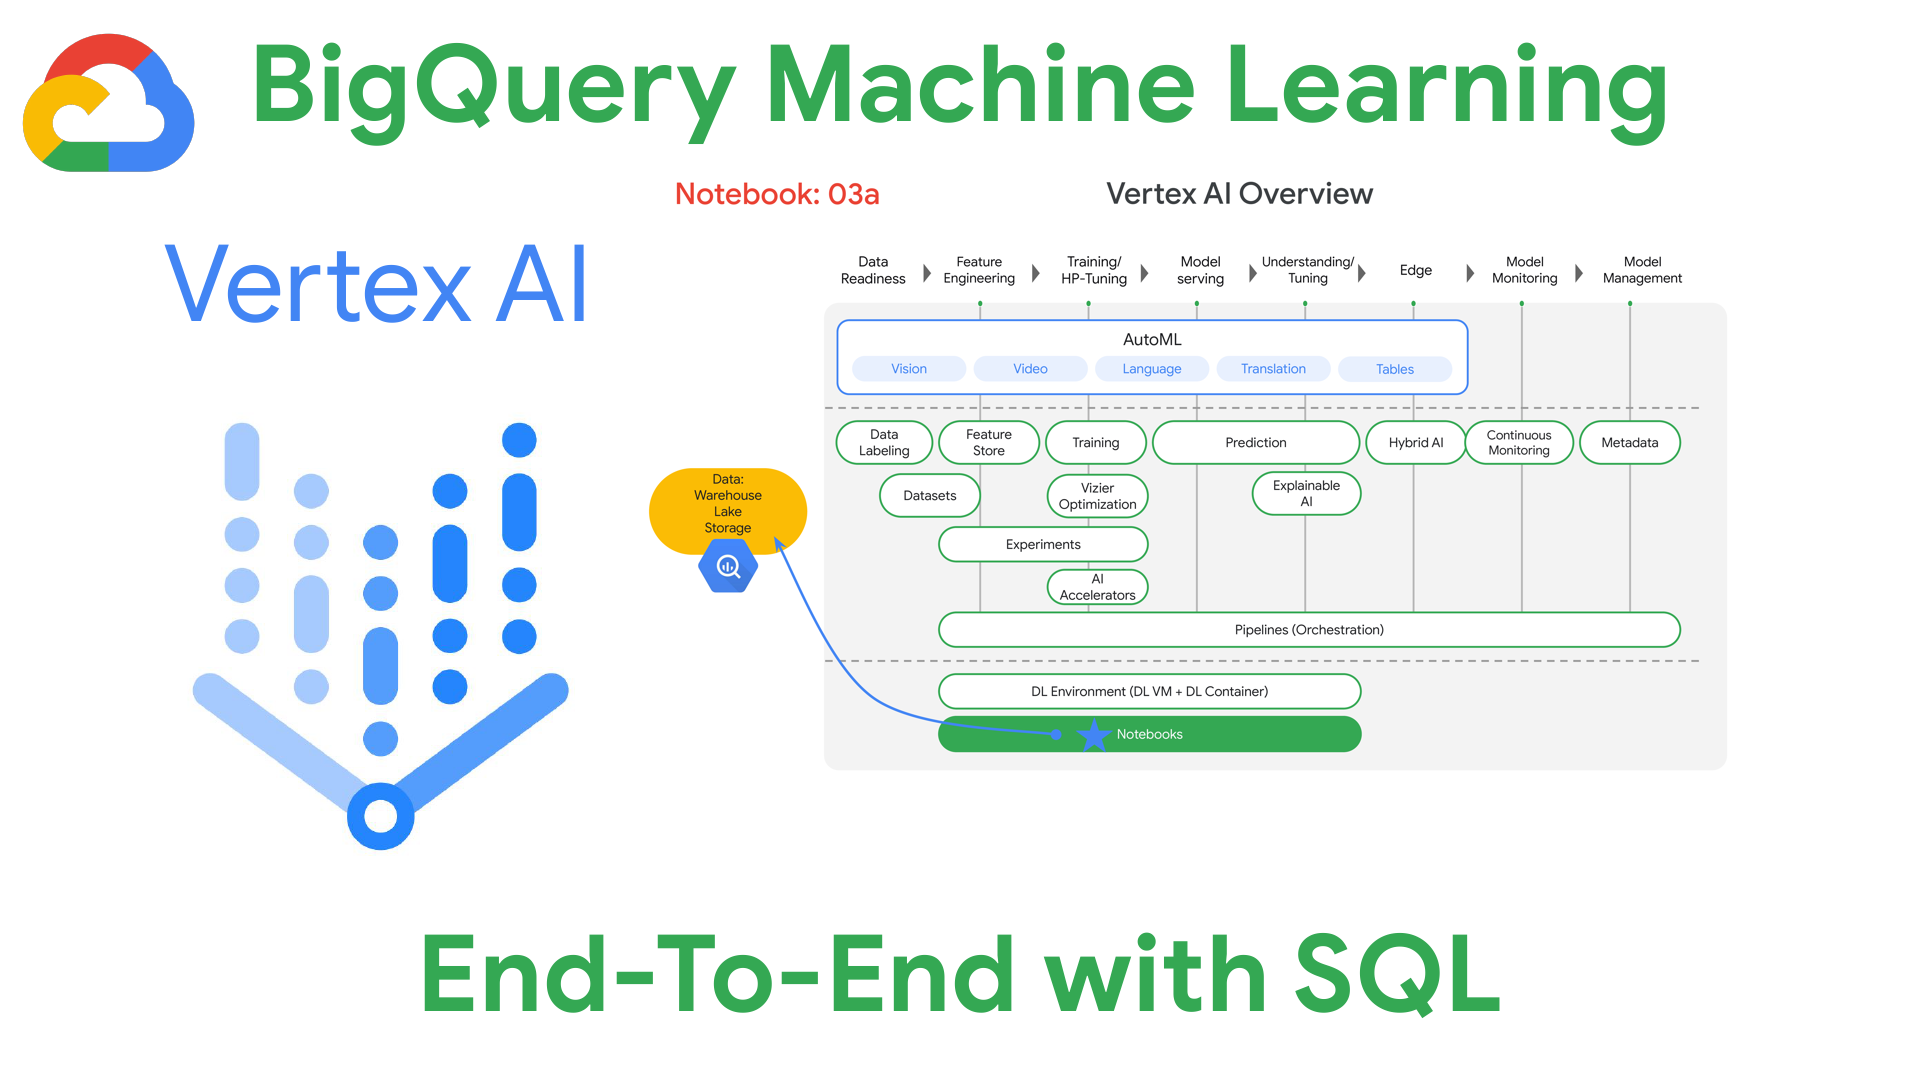 BigQuery Machine Learning
Notebook: 03a
Vertex AI Overview
Vertex AI
Data
Readiness
Feature
Engineering
Training/
HP-Tuning
Model
serving
Understanding/
Tuning
Edge
Model
Monitoring
Model
Management
AutoML
Vision
Video
Language
Translation
Tables
Data
Labeling
Feature
Store
Training
Prediction
Hybrid AI
Continuous
Monitoring
Metadata
Data:
Warehouse
Lake
Storage
Datasets
Vizier
Optimization
Explainable
AI
Experiments
AI
Accelerators
Pipelines (Orchestration)
DL Environment (DL VM + DL Container)
Notebooks
End-To-End with SQL